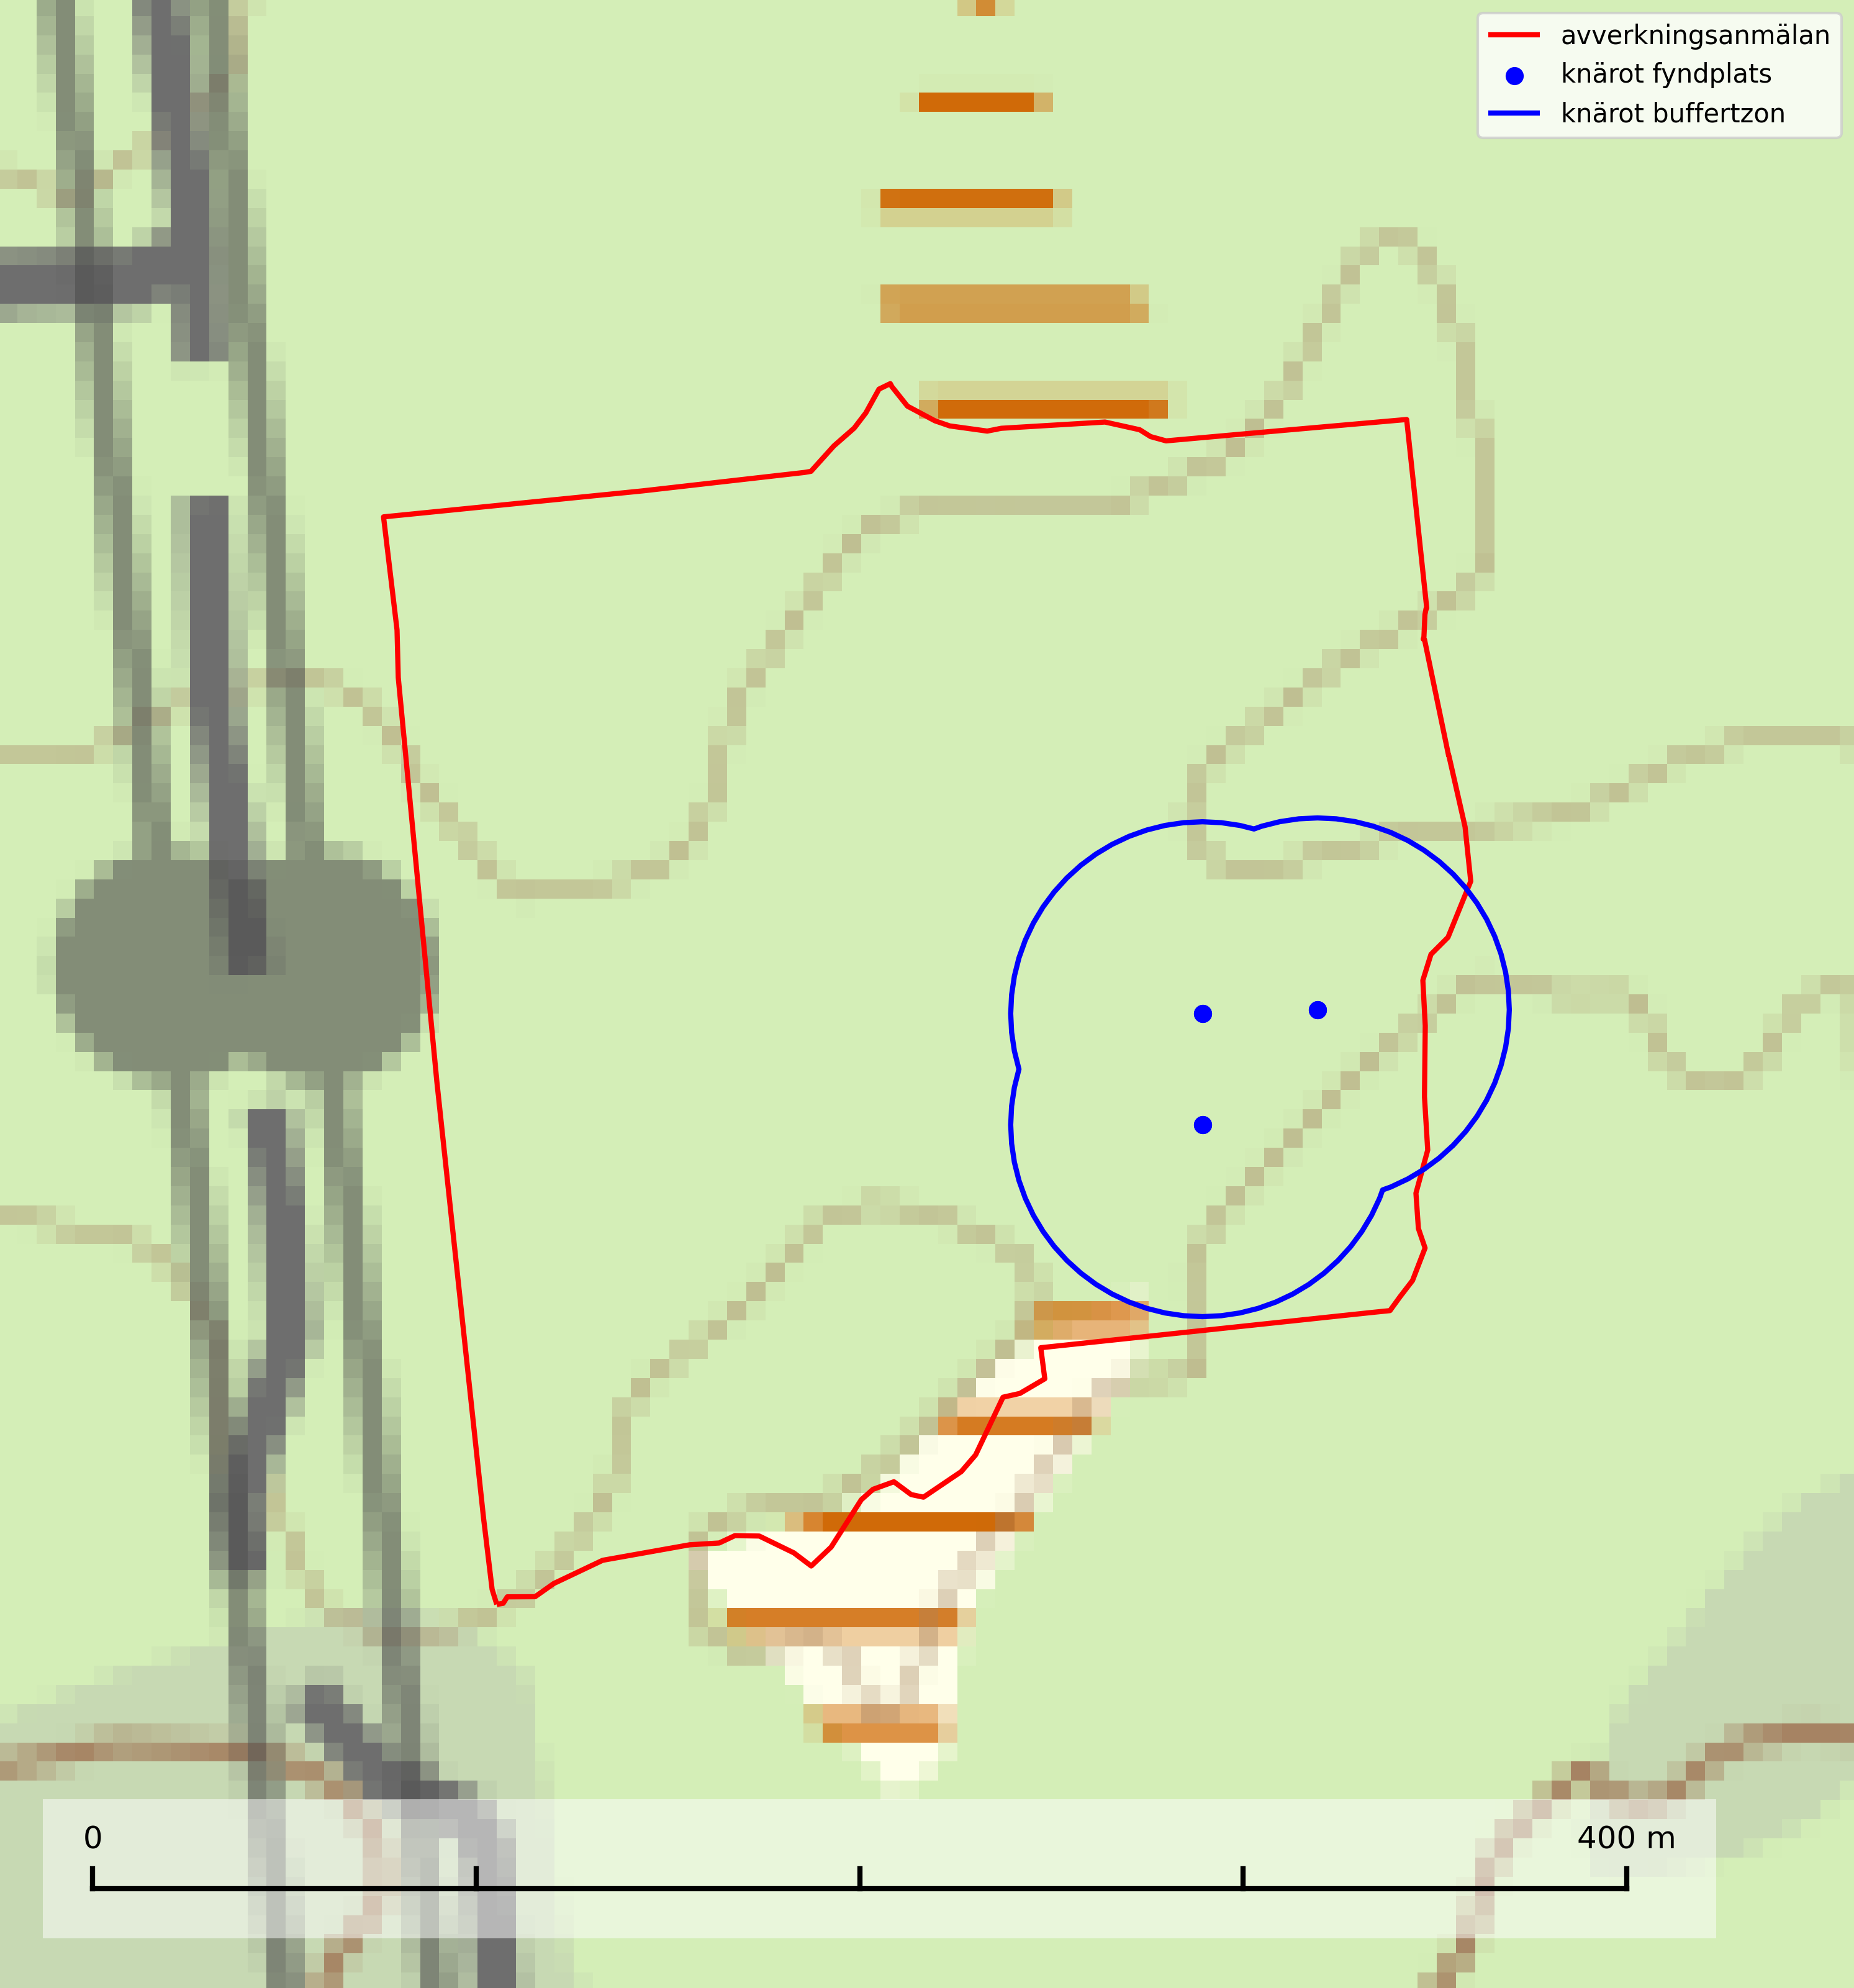 avverkningsanmälan
knärot fyndplats
knärot buffertzon
0
400 m